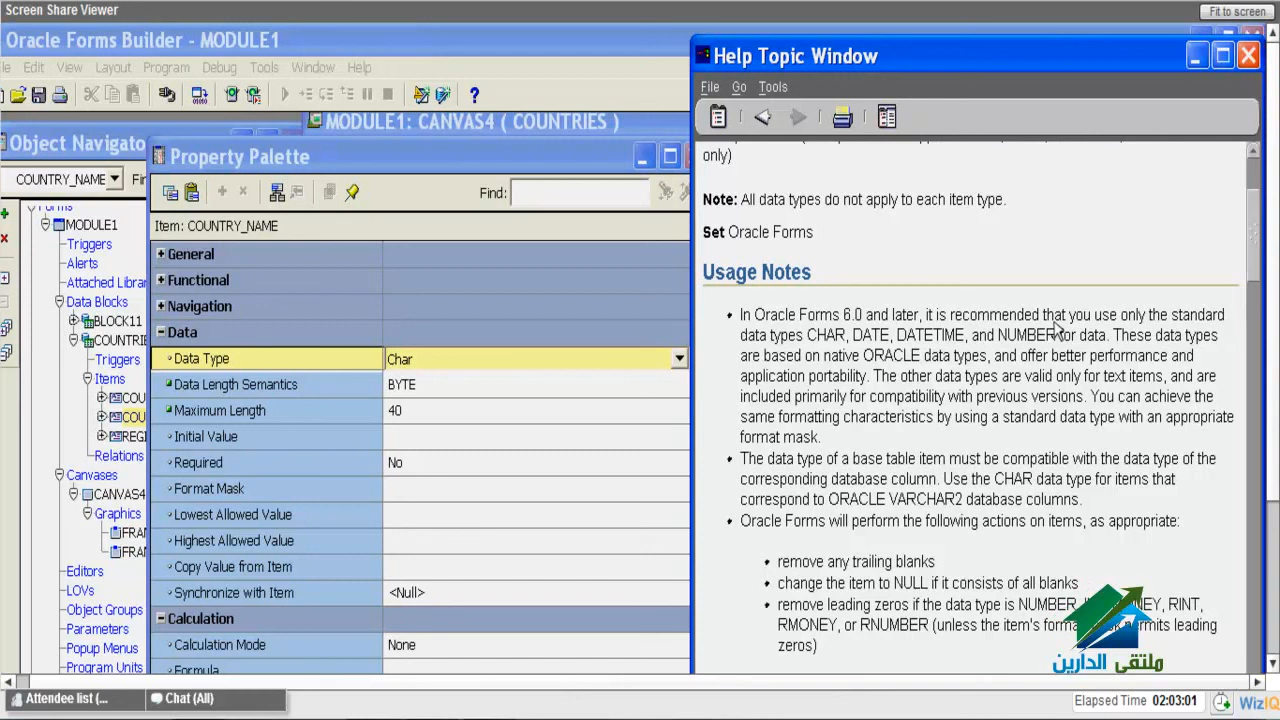 Screen Share Viewer
Fit to screen
Oracle Forms Builder - MODULE1
Edit View Layout Program Debug Tools Window Help
MODULE1: CANVAS4 ( COUNTRIES )
Object Navigato
COUNTRY_NAME
MODULE1
Triggers
Alerts
Attached Librar
Data Blocks
BLOCK11
COUNTRIE
Triggers
Items
COU
COU
REG
Relations
Canvases
CANVAS4
Graphics
FRA
FRA
Editors
LOVs
Object Groups
Parameters
Popup Menus
Program Units
Property Palette
Find:
Item: COUNTRY_NAME
General
Functional
Navigation
Data
Data Type Char
Data Length Semantics BYTE
Maximum Length 40
Initial Value
Required No
Format Mask
Lowest Allowed Value
Highest Allowed Value
Copy Value from Item
Synchronize with Item <Null>
Calculation
Calculation Mode None
Formula
Help Topic Window
File Go Tools
only)
Note: All data types do not apply to each item type.
Set Oracle Forms
Usage Notes
• In Oracle Forms 6.0 and later, it is recommended that you use only the standard
data types CHAR, DATE, DATETIME, and NUMBER for data. These data types
are based on native ORACLE data types, and offer better performance and
application portability. The other data types are valid only for text items, and are
included primarily for compatibility with previous versions. You can achieve the
same formatting characteristics by using a standard data type with an appropriate
format mask.
• The data type of a base table item must be compatible with the data type of the
corresponding database column. Use the CHAR data type for items that
correspond to ORACLE VARCHAR2 database columns.
• Oracle Forms will perform the following actions on items, as appropriate:
• remove any trailing blanks
• change the item to NULL if it consists of all blanks
• remove leading zeros if the data type is NUMBER, RINT,
RMONEY, or RNUMBER (unless the item's permits leading
zeros)
ملتقى الدارين
Attendee list (...
Chat (All)
Elapsed Time 02:03:01
WizIQ